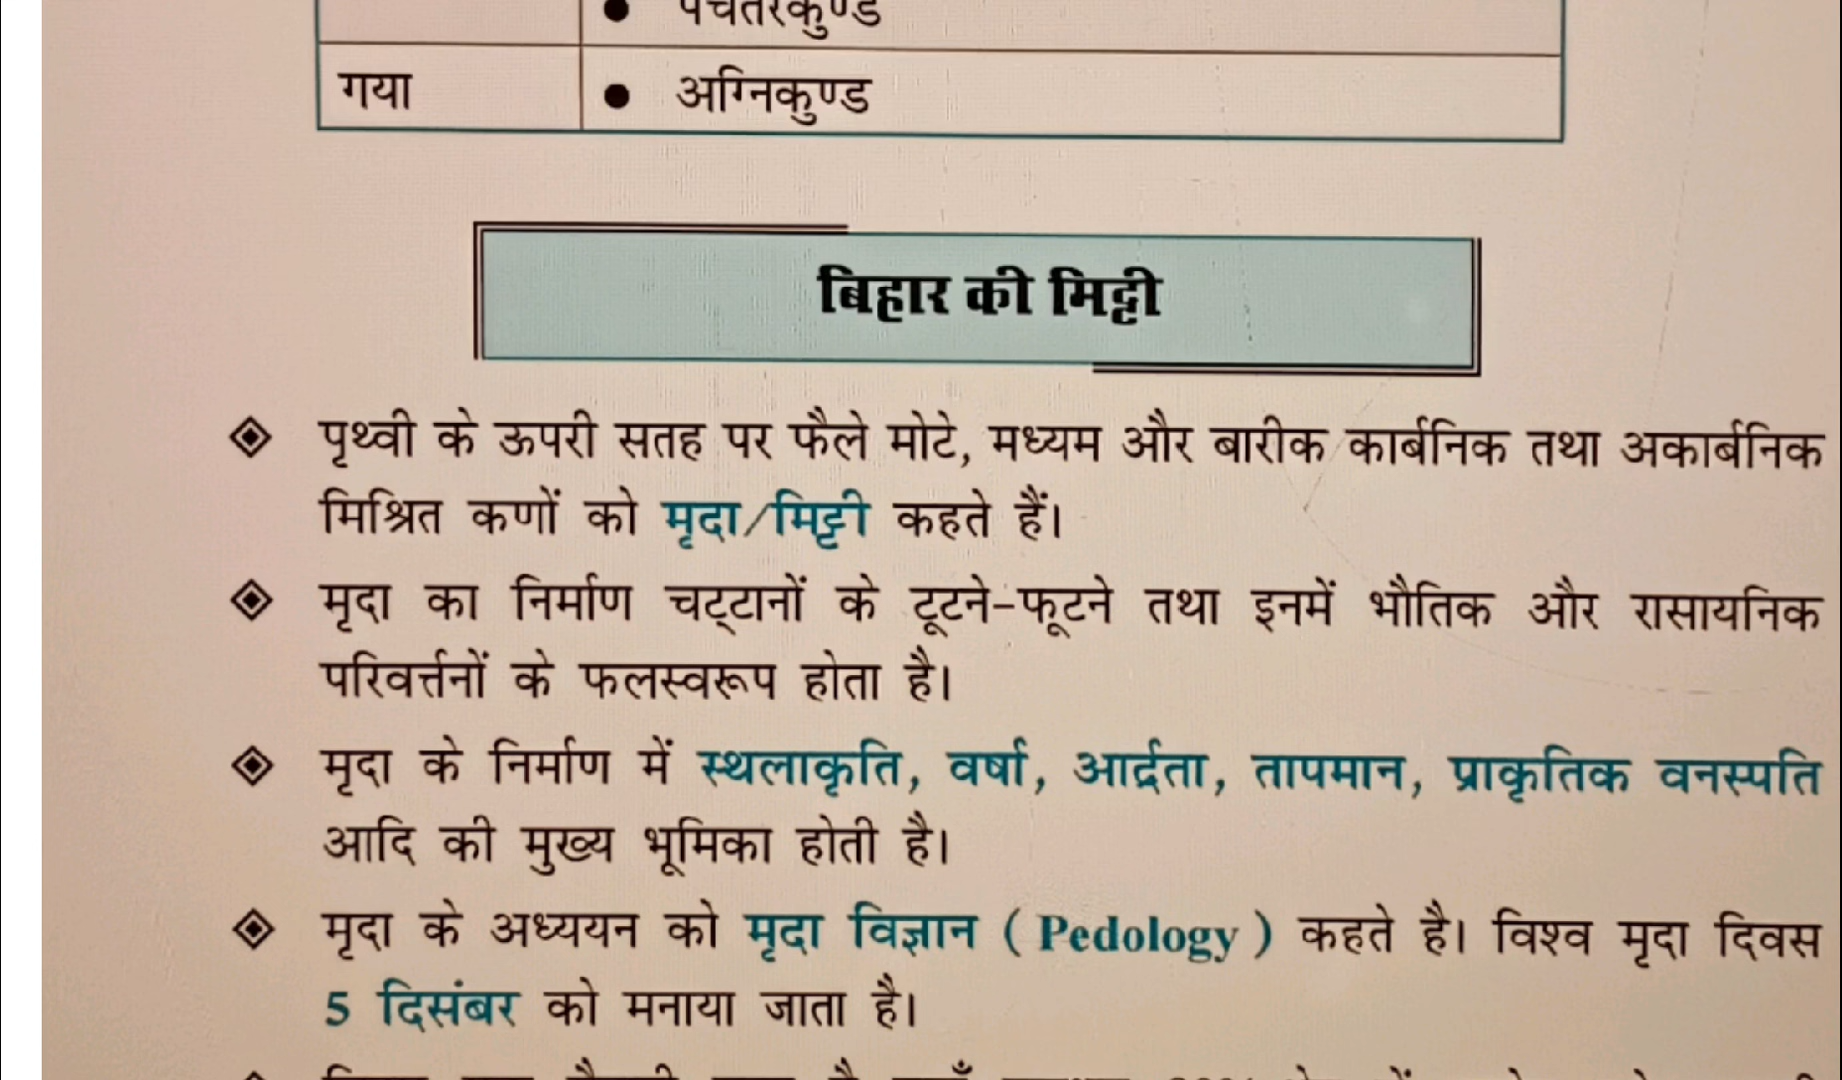 गया
● अग्निकुण्ड
बिहार की मिट्टी
पृथ्वी के ऊपरी सतह पर फैले मोटे, मध्यम और बारीक कार्बनिक तथा अकार्बनिक
मिश्रित कणों को मृदा/मिट्टी कहते हैं।
मृदा का निर्माण चट्टानों के टूटने-फूटने तथा इनमें भौतिक और रासायनिक
परिवर्त्तनों के फलस्वरूप होता है।
मृदा के निर्माण में स्थलाकृति, वर्षा, आर्द्रता, तापमान, प्राकृतिक वनस्पति
आदि की मुख्य भूमिका होती है।
मृदा के अध्ययन को मृदा विज्ञान (Pedology) कहते है। विश्व मृदा दिवस
5 दिसंबर को मनाया जाता है।